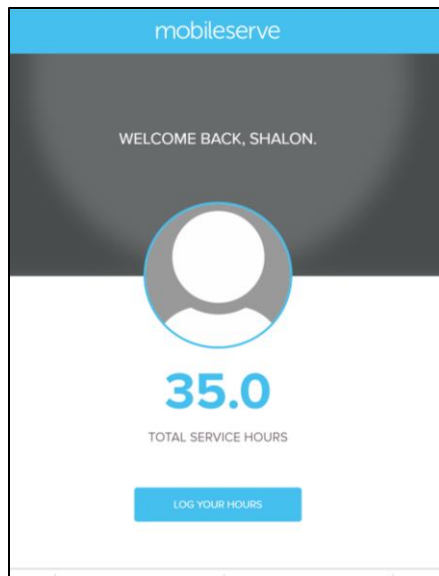 mobileserve
WELCOME BACK, SHALON.
35.0
TOTAL SERVICE HOURS
LOG YOUR HOURS